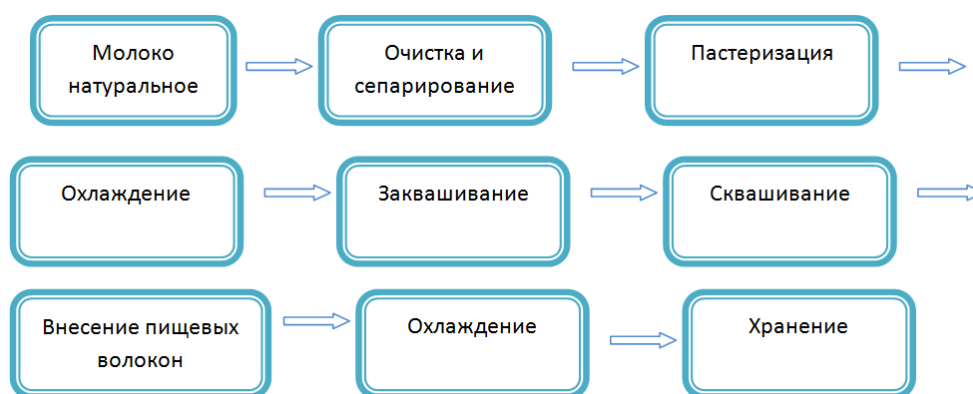 Молоко
натуральное
Очистка и
сепарирование
Пастеризация
Охлаждение
Заквашивание
Сквашивание
Внесение пищевых
волокон
Охлаждение
Хранение